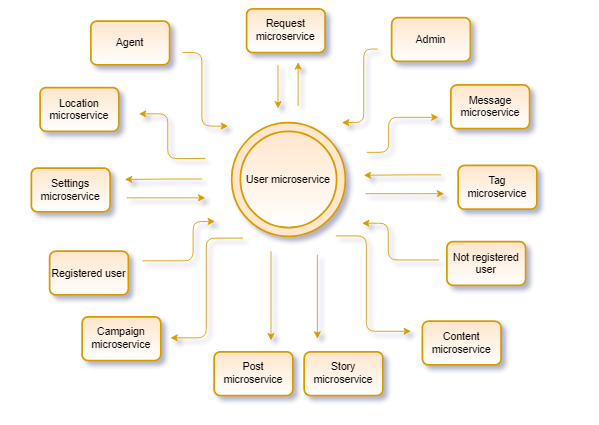 Request
microservice
Agent
Admin
Location
microservice
Message
microservice
User microservice
Settings
microservice
Tag
microservice
Registered user
Not registered
user
Campaign
microservice
Content
microservice
Post
microservice
Story
microservice